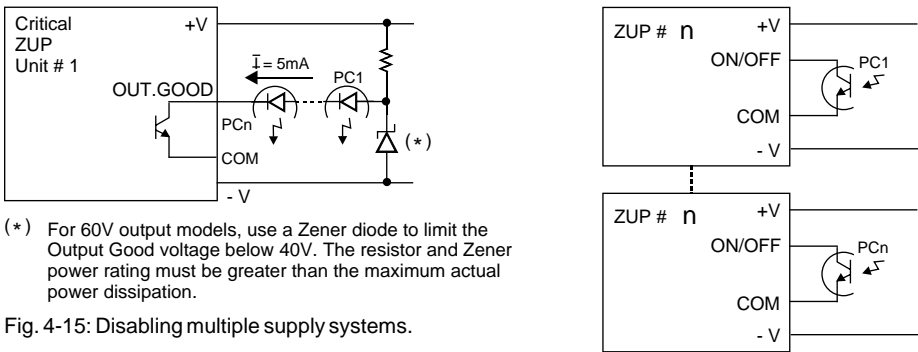 Critical
ZUP
Unit # 1
+V
I = 5mA
PC1
OUT.GOOD
PCn
(*)
COM
- V
(*) For 60V output models, use a Zener diode to limit the
Output Good voltage below 40V. The resistor and Zener
power rating must be greater than the maximum actual
power dissipation.
Fig. 4-15: Disabling multiple supply systems.
ZUP # n
+V
ON/OFF
PC1
COM
- V
ZUP # n
+V
ON/OFF
PCn
COM
- V